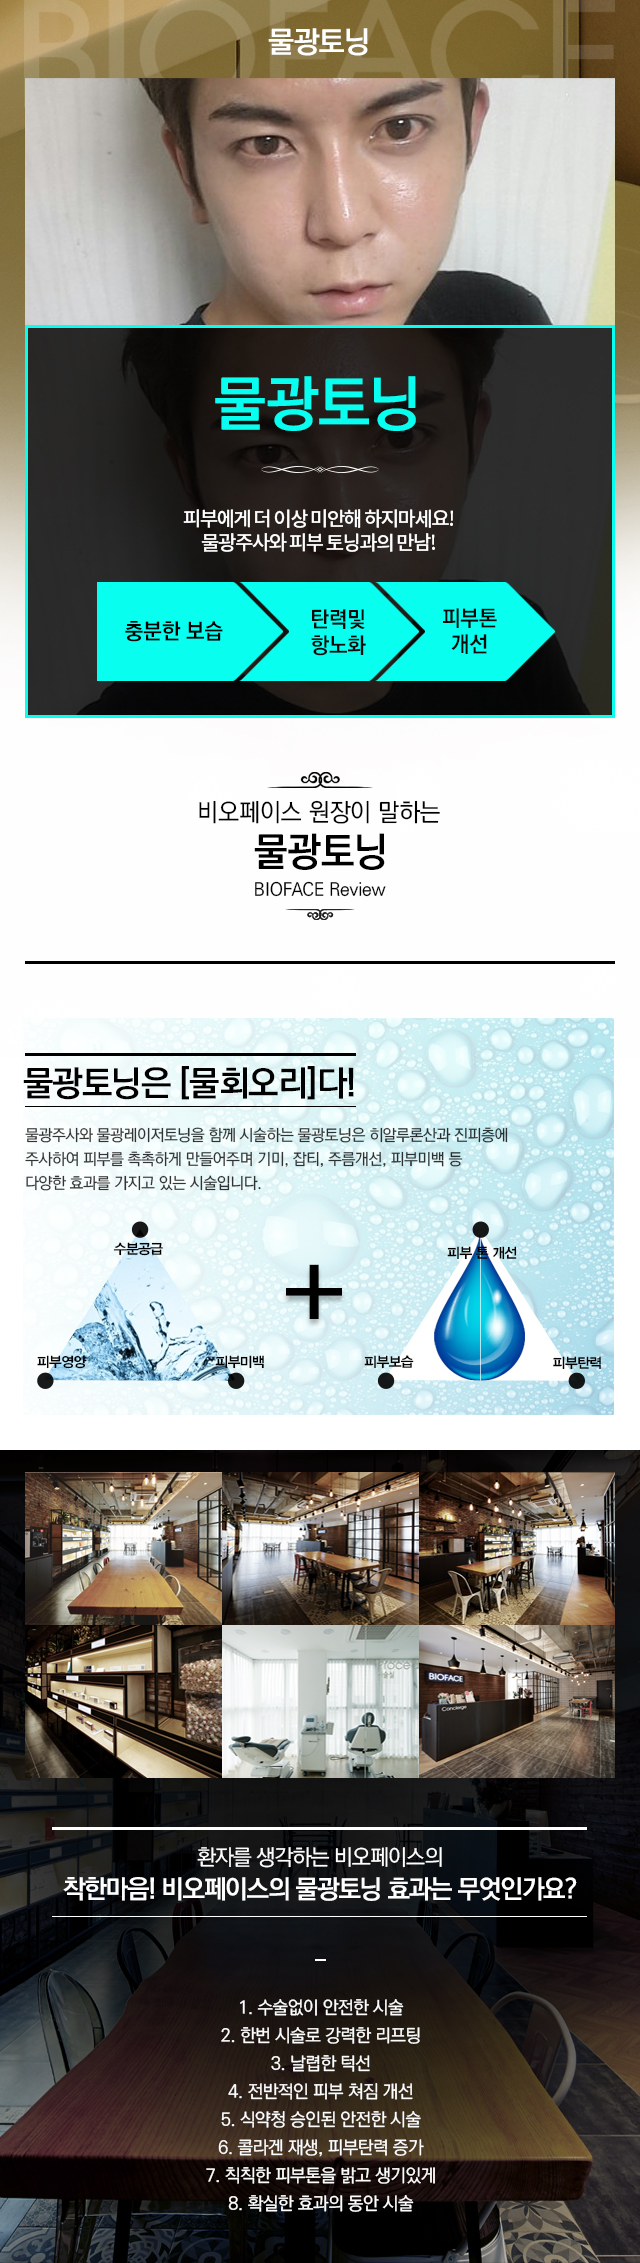 BIOFACE
물광토닝
물광토닝
피부에게 더 이상 미안해 하지마세요!
물광주사와 피부 토닝과의 만남!
충분한 보습
탄력및
항노화
피부톤
개선
비오페이스 원장이 말하는
물광토닝
BIOFACE Review
물광토닝은 [물회오리]다!
물광주사와 물광레이저토닝을 함께 시술하는 물광토닝은 히알루론산과 진피층에
주사하여 피부를 촉촉하게 만들어주며 기미, 잡티, 주름개선, 피부미백 등
다양한 효과를 가지고 있는 시술입니다.
수분공급
피부영양
피부미백
+
피부 톤 개선
피부보습
피부탄력
BIOFACE
Concierge
환자를 생각하는 비오페이스의
착한마음! 비오페이스의 물광토닝 효과는 무엇인가요?
1. 수술없이 안전한 시술
2. 한번 시술로 강력한 리프팅
3. 날렵한 턱선
4. 전반적인 피부 쳐짐 개선
5. 식약청 승인된 안전한 시술
6. 콜라겐 재생, 피부탄력 증가
7. 칙칙한 피부톤을 밝고 생기있게
8. 확실한 효과의 동안 시술